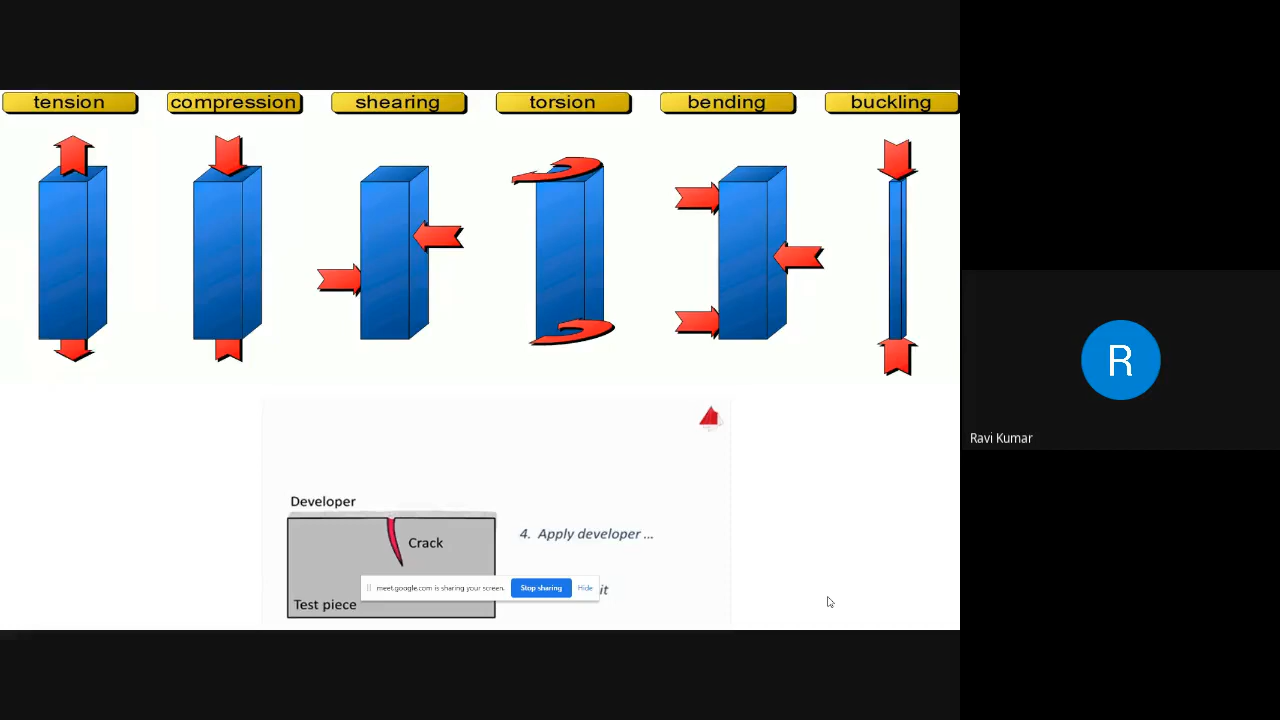 tension compression shearing torsion bending buckling
Developer
Crack
4. Apply developer ...
meet.google.com is sharing your screen. Stop sharing Hide
it
Test piece
R
Ravi Kumar